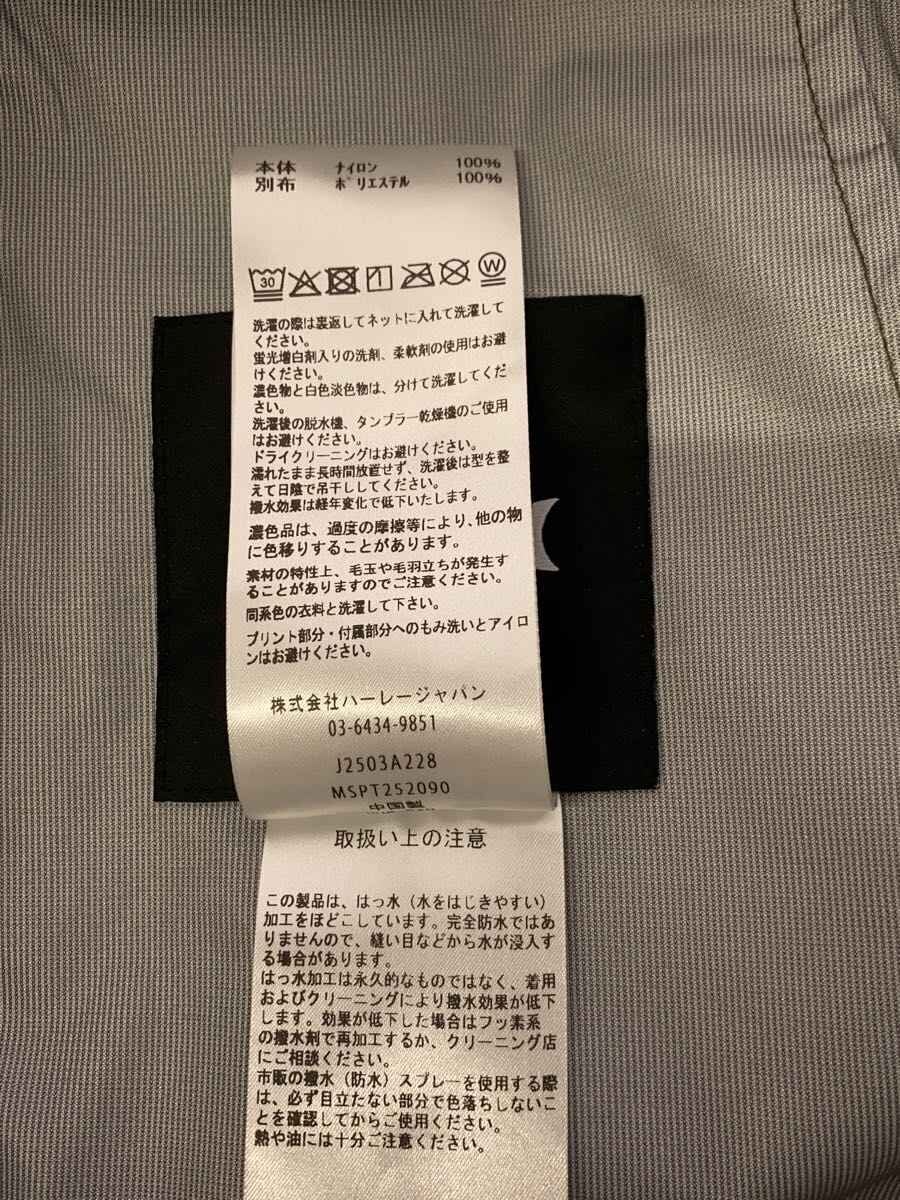 本体 ナイロン 100%
別布 ポリエステル 100%
30
W
洗濯の際は裏返してネットに入れて洗濯して
ください。
蛍光増白剤入りの洗剤、柔軟剤の使用はお避
けください。
濃色物と白色淡色物は、分けて洗濯してくだ
さい。
洗濯後の脱水機、タンブラー乾燥機のご使用
はお避けください。
ドライクリーニングはお避けください。
濡れたまま長時間放置せず、洗濯後は型を整
えて日陰で吊干ししてください。
撥水効果は経年変化で低下いたします。
濃色品は、過度の摩擦等により、他の物
に色移りすることがあります。
素材の特性上、毛玉や毛羽立ちが発生す
ることがありますのでご注意ください。
同系色の衣料と洗濯して下さい。
プリント部分・付属部分へのもみ洗いとアイロ
ンはお避けください。
株式会社ハーレージャパン
03-6434-9851
J2503A228
MSPT252090
中国製
取扱い上の注意
この製品は、はっ水（水をはじきやすい）
加工をほどこしています。完全防水ではあ
りませんので、縫い目などから水が浸入す
る場合があります。
はっ水加工は永久的なものではなく、着用
およびクリーニングにより撥水効果が低下
します。効果が低下した場合はフッ素系
の撥水剤で再加工するか、クリーニング店
にご相談ください。
市販の撥水（防水）スプレーを使用する際
は、必ず目立たない部分で色落ちしないこ
とを確認してからご使用ください。
熱や油には十分ご注意ください。